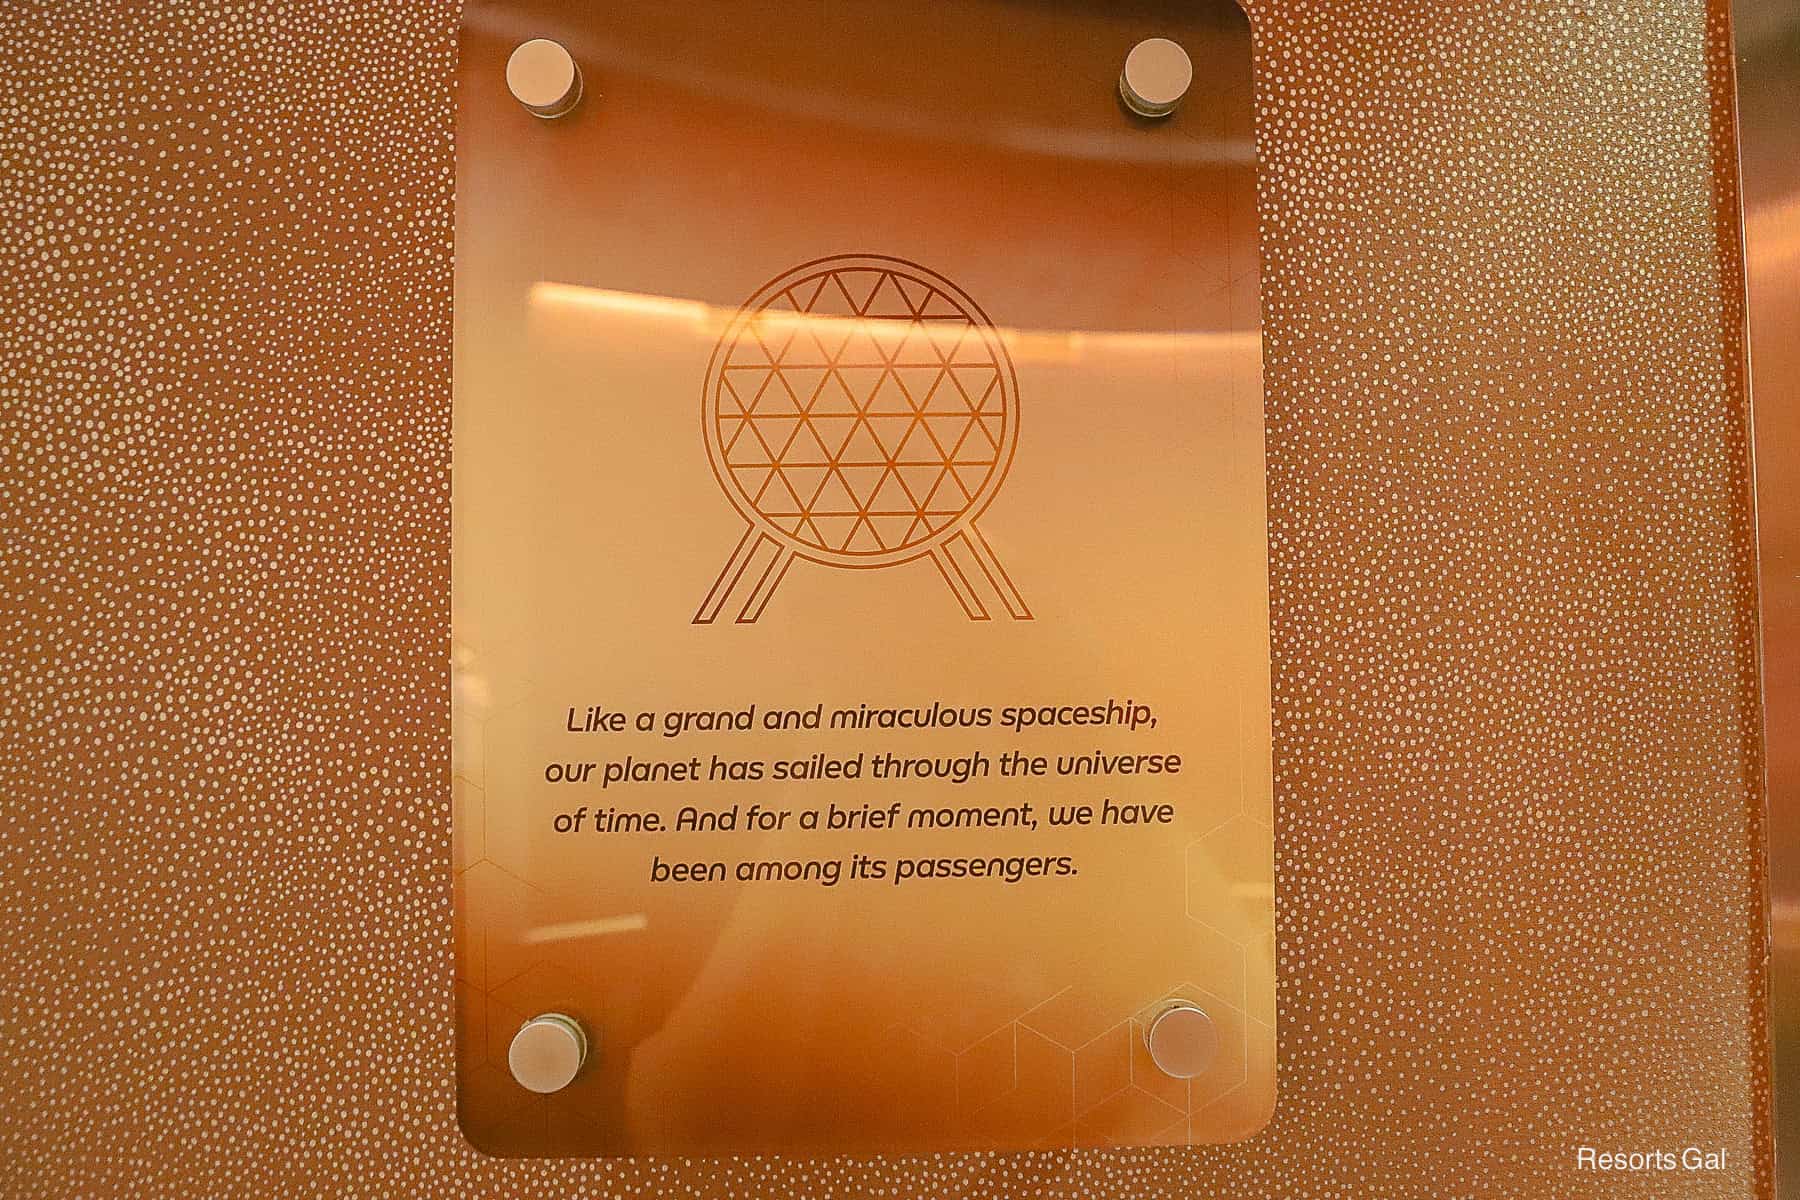 Like a grand and miraculous spaceship,
our planet has sailed through the universe
of time. And for a brief moment, we have
been among its passengers.
Resorts Gal